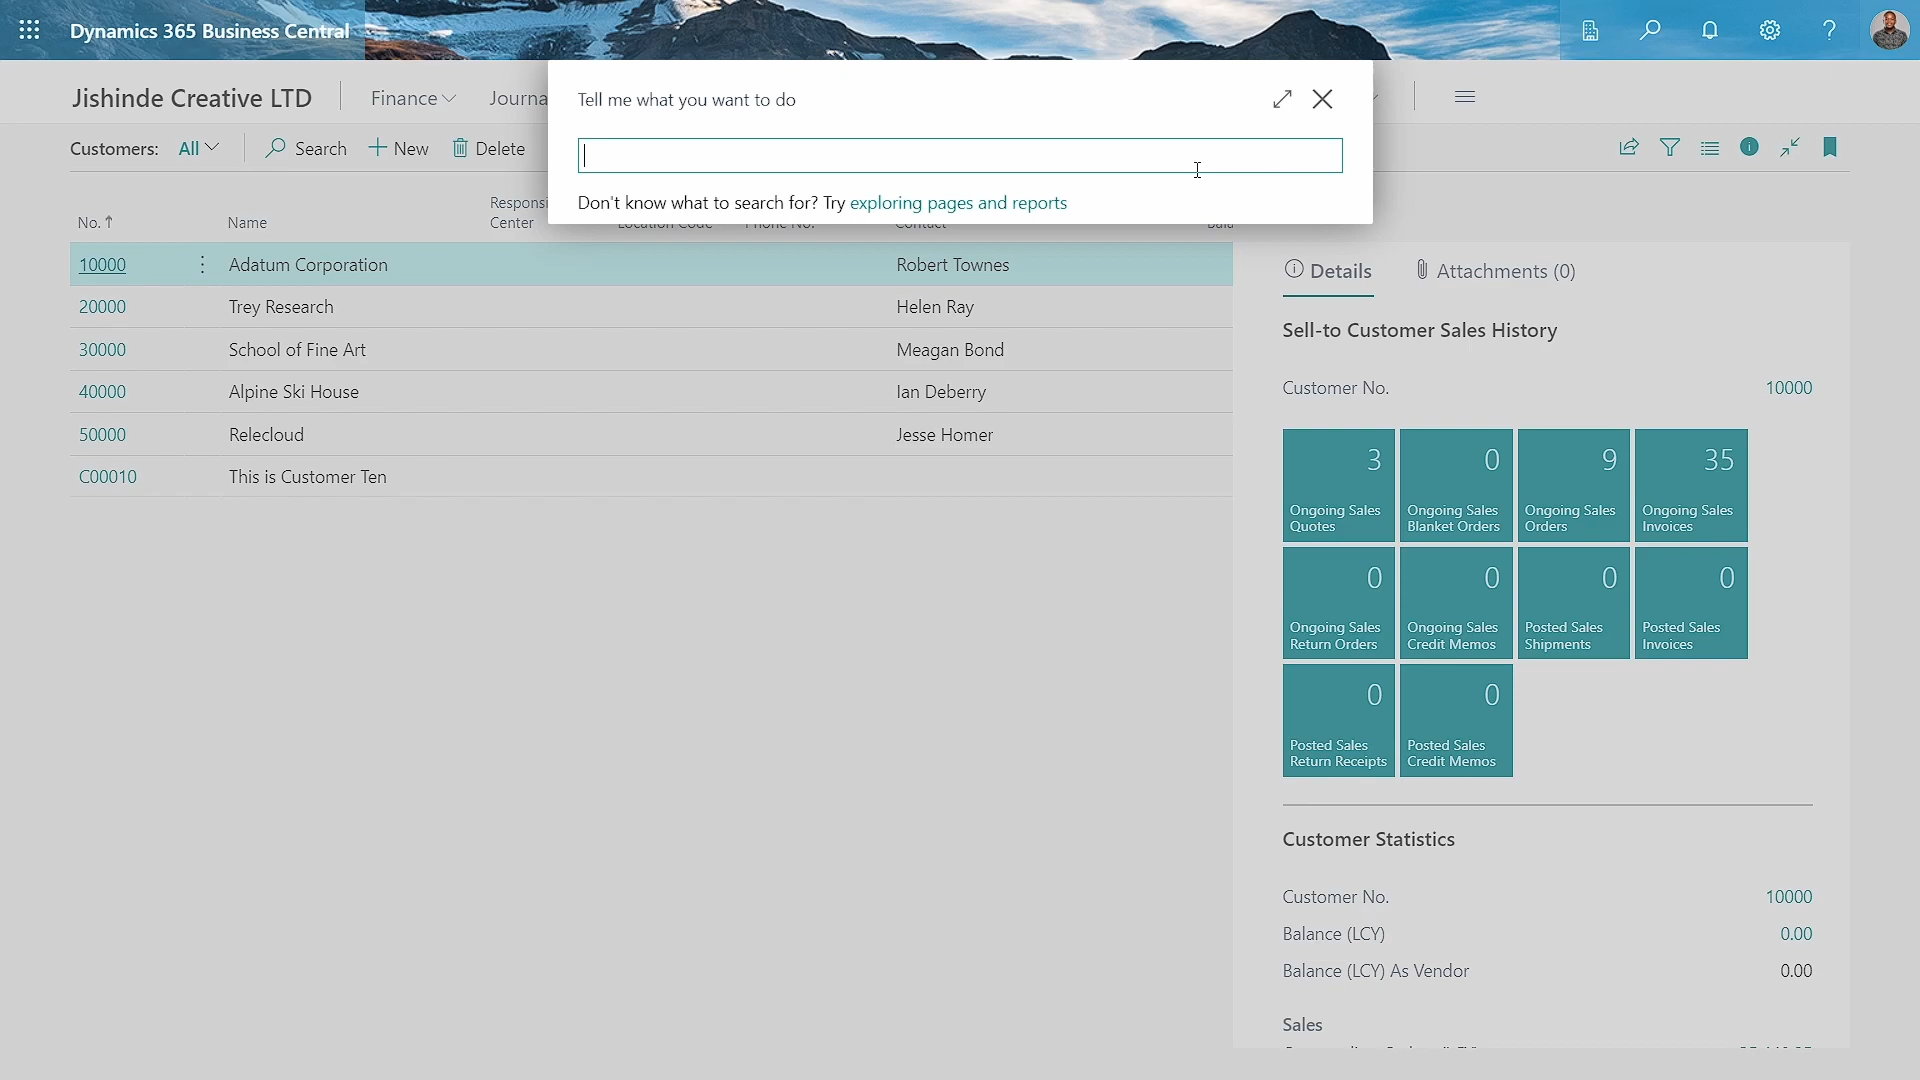 Dynamics 365 Business Central
Jishinde Creative LTD
Finance
Journa
Tell me what you want to do
Don't know what to search for? Try exploring pages and reports
Customers: All
Search
New
Delete
No.
Name
Responsi
Center
Location Code
Phone No.
Contact
Bala
10000 Adatum Corporation Robert Townes
20000 Trey Research Helen Ray
30000 School of Fine Art Meagan Bond
40000 Alpine Ski House Ian Deberry
50000 Relecloud Jesse Homer
C00010 This is Customer Ten
Details
Attachments (0)
Sell-to Customer Sales History
Customer No. 10000
3
Ongoing Sales
Quotes
0
Ongoing Sales
Blanket Orders
9
Ongoing Sales
Orders
35
Ongoing Sales
Invoices
0
Ongoing Sales
Return Orders
0
Ongoing Sales
Credit Memos
0
Posted Sales
Shipments
0
Posted Sales
Invoices
0
Posted Sales
Return Receipts
0
Posted Sales
Credit Memos
Customer Statistics
Customer No. 10000
Balance (LCY) 0.00
Balance (LCY) As Vendor 0.00
Sales